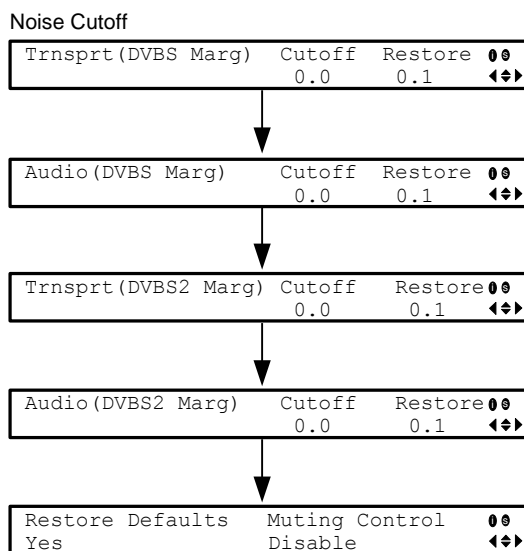 Noise Cutoff
Trnsprt(DVBS Marg) Cutoff Restore
0.0 0.1
Audio(DVBS Marg) Cutoff Restore
0.0 0.1
Trnsprt(DVBS2 Marg) Cutoff Restore
0.0 0.1
Audio(DVBS2 Marg) Cutoff Restore
0.0 0.1
Restore Defaults Muting Control
Yes Disable